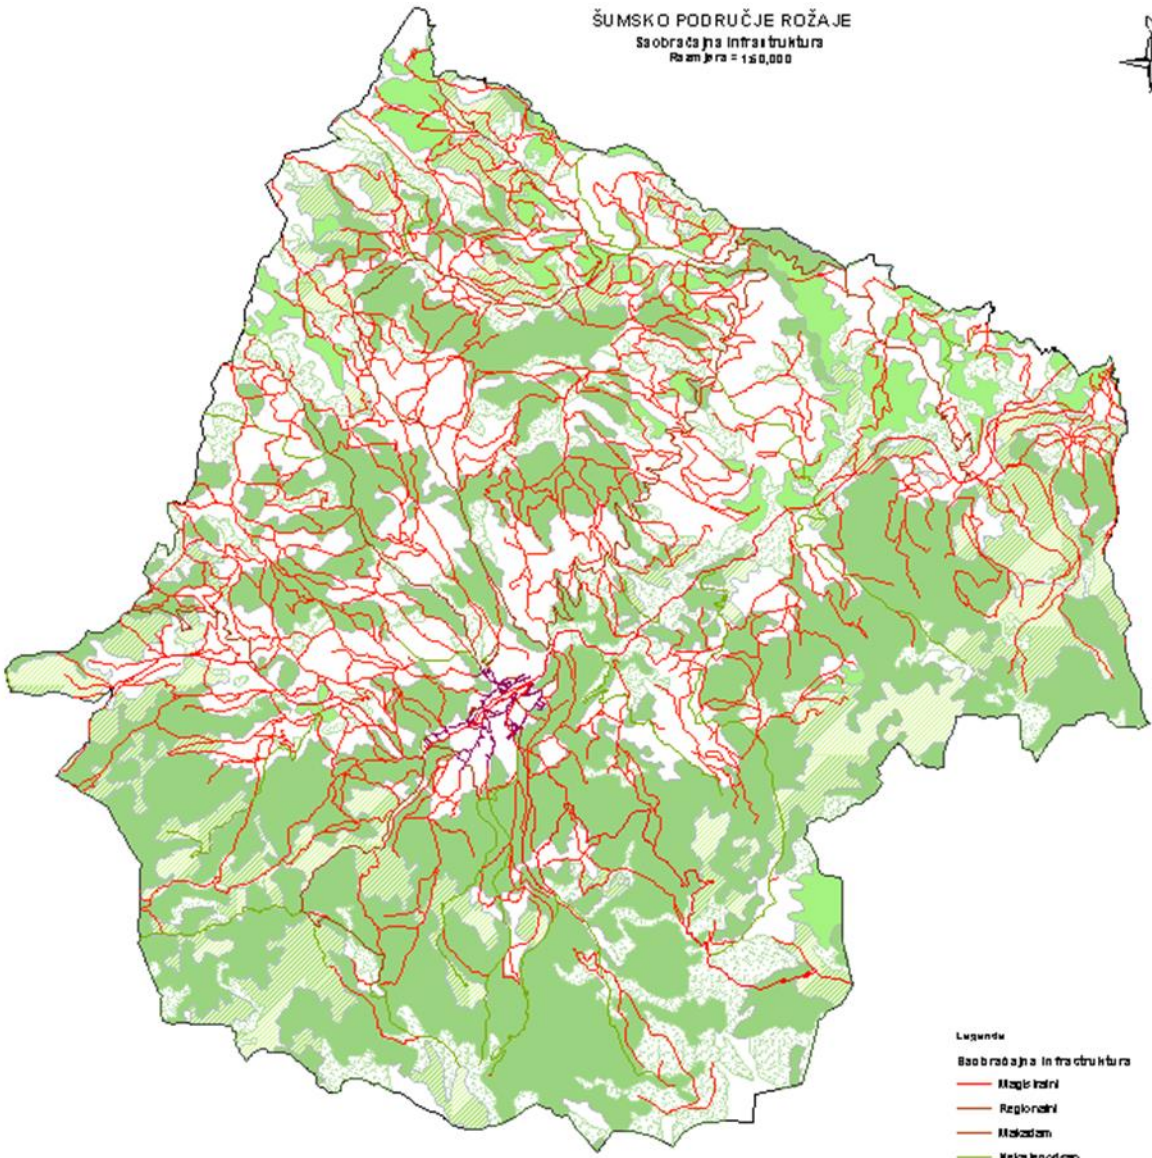 ŠUMSKO PODRUČJE ROŽAJE
Saobraćajna infrastruktura
Razmjera = 1:50,000
Legenda
Saobraćajna infrastruktura
Magistralni
Regionalni
Makadam